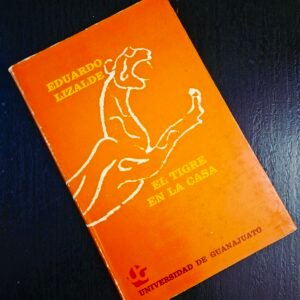 EDUARDO
LIZALDE
EL TIGRE
EN LA CASA
UNIVERSIDAD DE GUANAJUATO